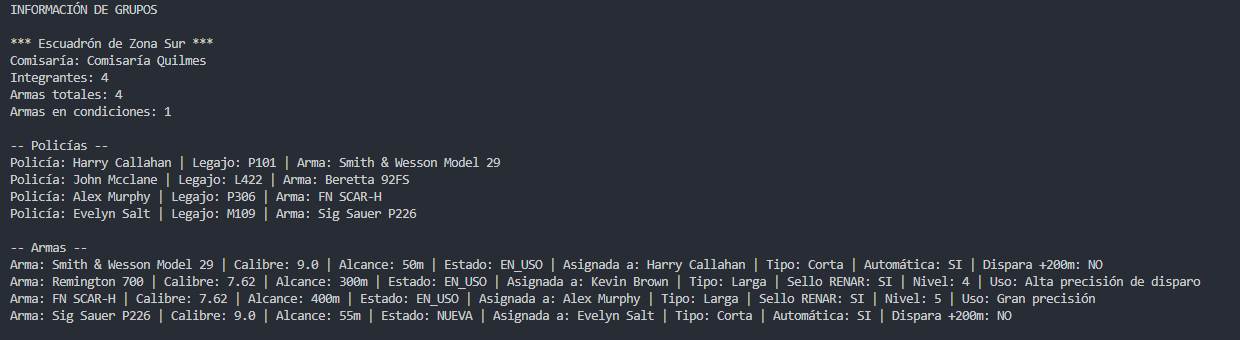 INFORMACIÓN DE GRUPOS
*** Escuadrón de Zona Sur ***
Comisaría: Comisaría Quilmes
Integrantes: 4
Armas totales: 4
Armas en condiciones: 1
-- Policías --
Policía: Harry Callahan | Legajo: P101 | Arma: Smith & Wesson Model 29
Policía: John Mcclane | Legajo: L422 | Arma: Beretta 92FS
Policía: Alex Murphy | Legajo: P306 | Arma: FN SCAR-H
Policía: Evelyn Salt | Legajo: M109 | Arma: Sig Sauer P226
-- Armas --
Arma: Smith & Wesson Model 29 | Calibre: 9.0 | Alcance: 50m | Estado: EN_USO | Asignada a: Harry Callahan | Tipo: Corta | Automática: SI | Dispara +200m: NO
Arma: Remington 700 | Calibre: 7.62 | Alcance: 300m | Estado: EN_USO | Asignada a: Kevin Brown | Tipo: Larga | Sello RENAR: SI | Nivel: 4 | Uso: Alta precisión de disparo
Arma: FN SCAR-H | Calibre: 7.62 | Alcance: 400m | Estado: EN_USO | Asignada a: Alex Murphy | Tipo: Larga | Sello RENAR: SI | Nivel: 5 | Uso: Gran precisión
Arma: Sig Sauer P226 | Calibre: 9.0 | Alcance: 55m | Estado: NUEVA | Asignada a: Evelyn Salt | Tipo: Corta | Automática: SI | Dispara +200m: NO